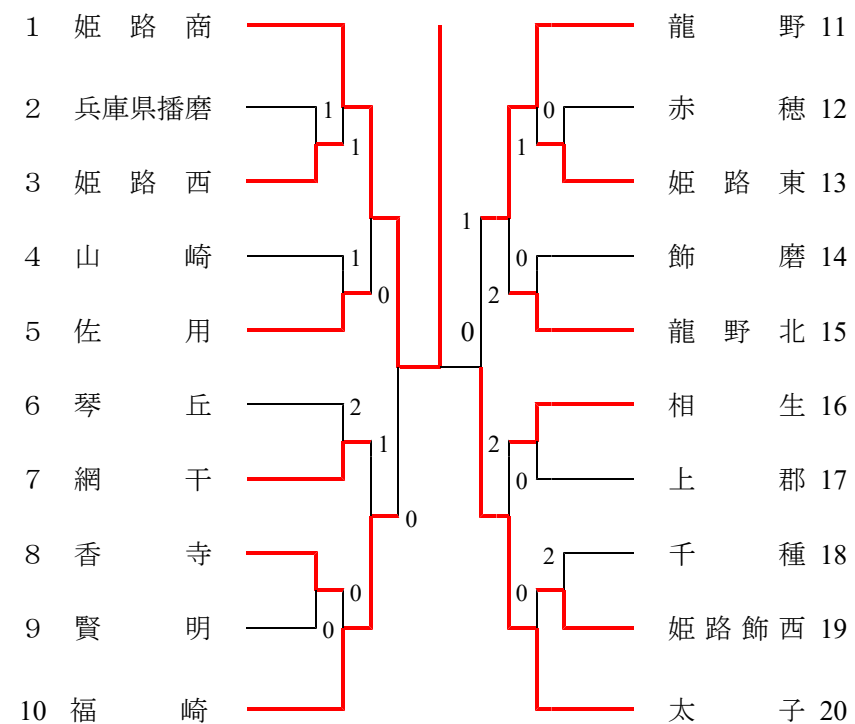 1 姫路商
2 兵庫県播磨
3 姫路西
4 山崎
5 佐用
6 琴丘
7 網干
8 香寺
9 賢明
10 福崎
1
1
1
0
2
1
0
0
0
0
1
0
1
0
2
2
0
2
0
龍野 11
赤穂 12
姫路東 13
飾磨 14
龍野北 15
相生 16
上郡 17
千種 18
姫路飾西 19
太子 20